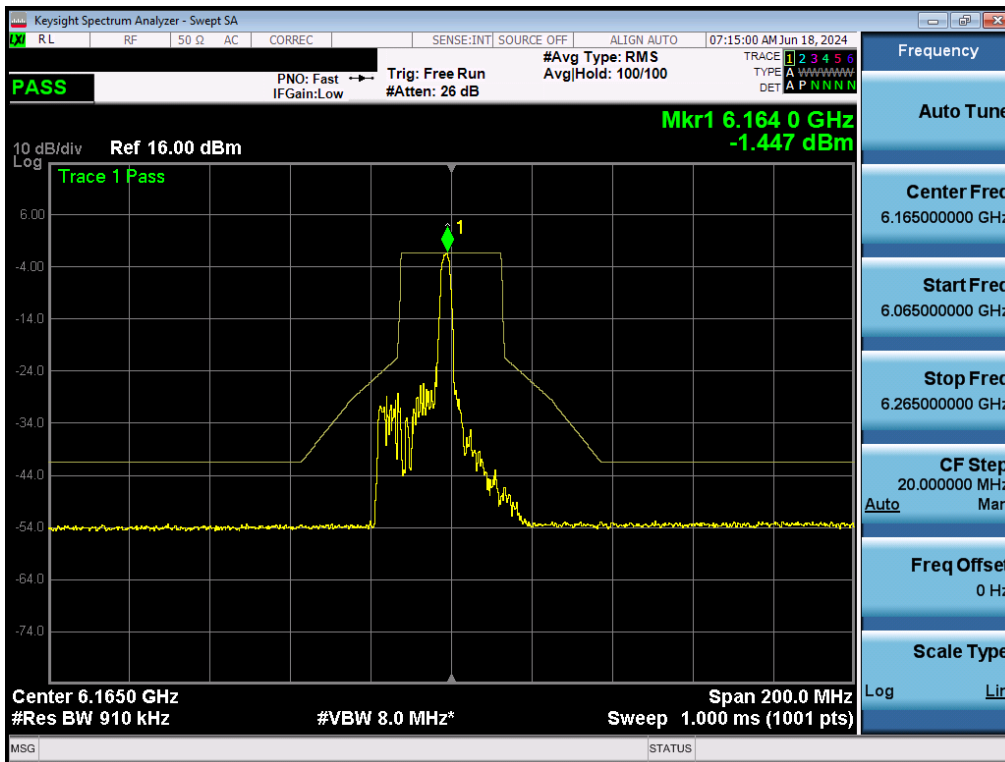 LXI Keysight Spectrum Analyzer - Swept SA
RL RF 50 Ω AC CORREC SENSE:INT SOURCE OFF ALIGN AUTO 07:15:00 AM Jun 18, 2024
PASS
PNO: Fast
IFGain:Low
Trig: Free Run
#Atten: 26 dB
#Avg Type: RMS
Avg|Hold: 100/100
TRACE 1 2 3 4 5 6
TYPE A WWWWW
DET A P N N N N
Mkr1 6.164 0 GHz
-1.447 dBm
10 dB/div Ref 16.00 dBm
Log
Trace 1 Pass
1
6.00
-4.00
-14.0
-24.0
-34.0
-44.0
-54.0
-64.0
-74.0
Center 6.1650 GHz Span 200.0 MHz
#Res BW 910 kHz #VBW 8.0 MHz* Sweep 1.000 ms (1001 pts)
MSG STATUS
Frequency
Auto Tune
Center Freq
6.165000000 GHz
Start Freq
6.065000000 GHz
Stop Freq
6.265000000 GHz
CF Step
20.000000 MHz
Auto Man
Freq Offset
0 Hz
Scale Type
Log Lin